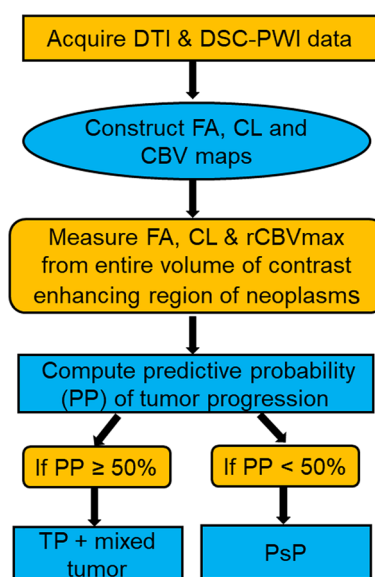 Acquire DTI & DSC-PWI data
Construct FA, CL and
CBV maps
Measure FA, CL & rCBVmax
from entire volume of contrast
enhancing region of neoplasms
Compute predictive probability
(PP) of tumor progression
If PP ≥ 50%
If PP < 50%
TP + mixed
tumor
PsP